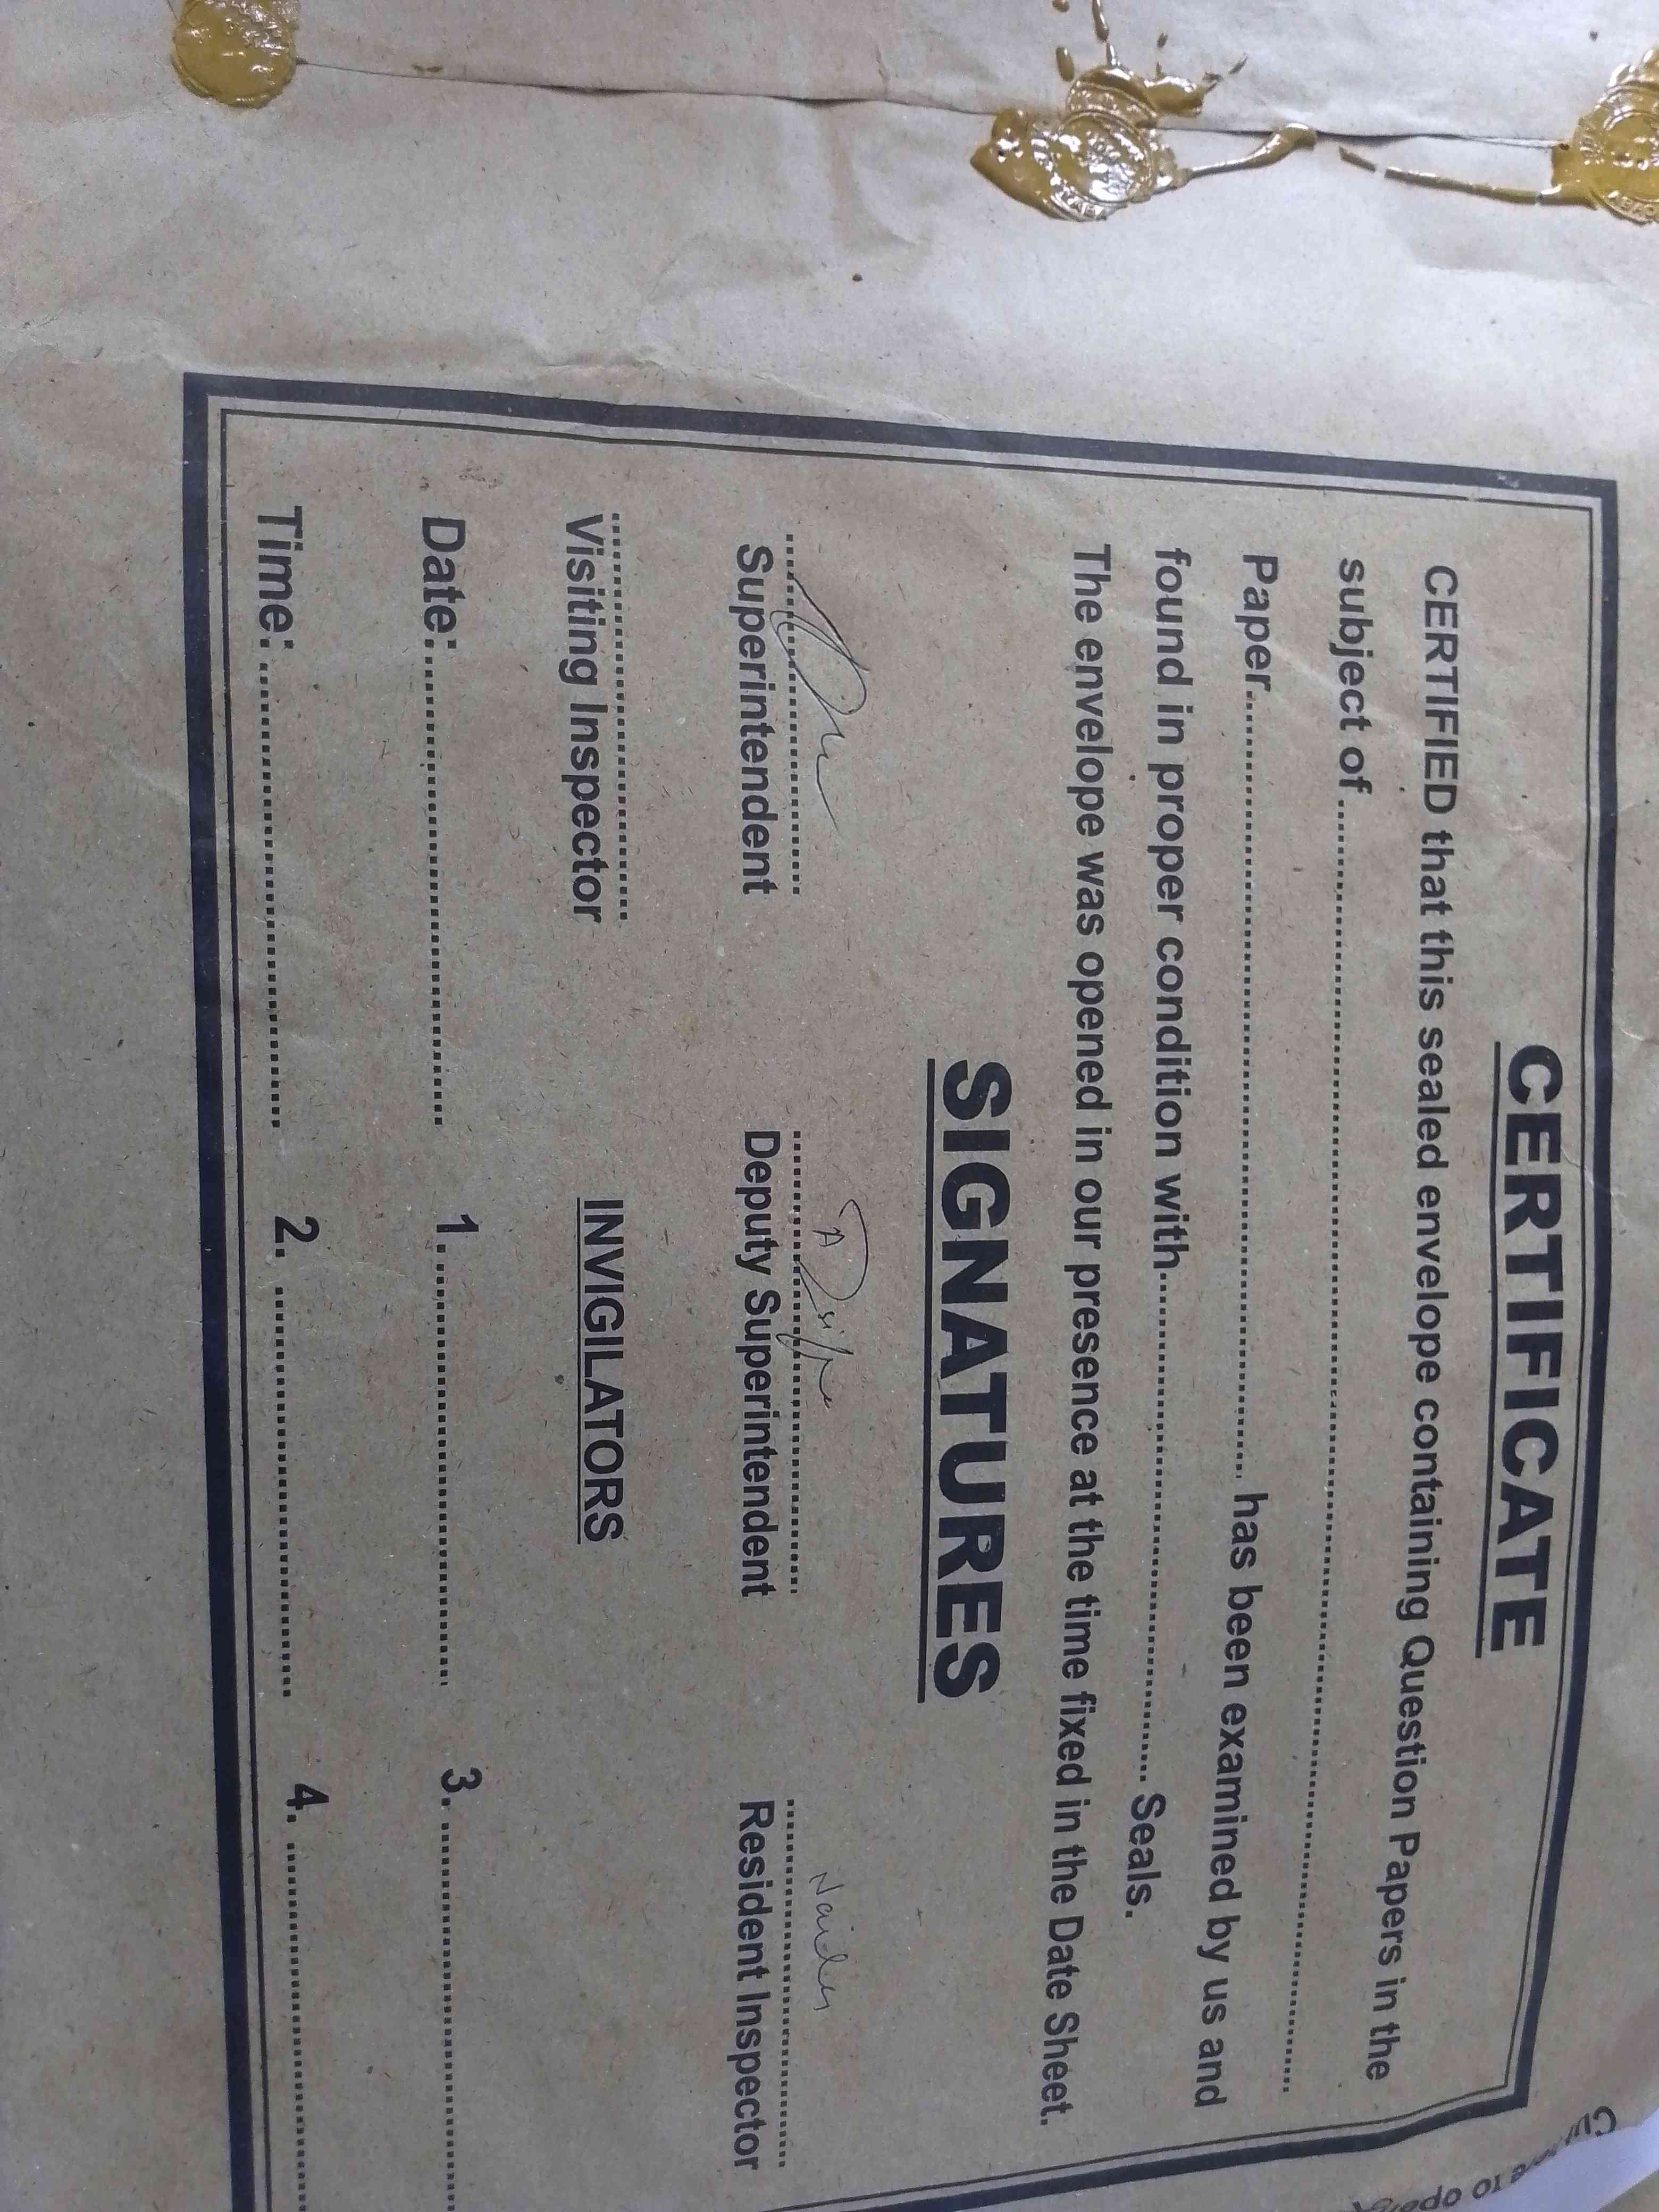 CERTIFICATE
CERTIFIED that this sealed envelope containing Question Papers in the
subject of ..........................................................................................
Paper............................................................ has been examined by us and
found in proper condition with........................................ Seals.
The envelope was opened in our presence at the time fixed in the Date Sheet.
SIGNATURES
Superintendent Deputy Superintendent Resident Inspector
Visiting Inspector INVIGILATORS
Date:.............................. 1............................... 3...............................
Time: .............................. 2. ............................... 4. ...............................